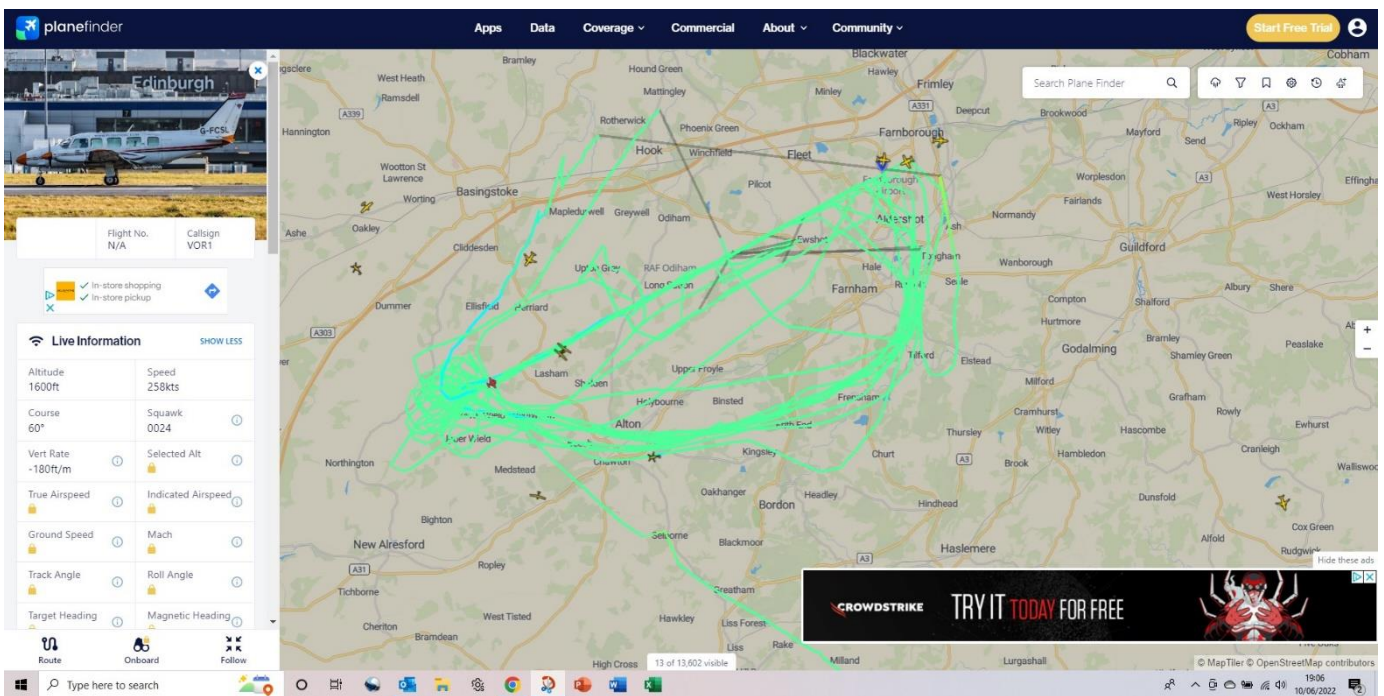 planefinder
Apps
Data
Coverage
Commercial
About
Community
Start Free Trial
Edinburgh
G-FCSL
Flight No.
N/A
Callsign
VOR1
In-store shopping
In-store pickup
Live Information
SHOW LESS
Altitude
1600ft
Speed
258kts
Course
60°
Squawk
0024
Vert Rate
-180ft/m
Selected Alt
True Airspeed
Indicated Airspeed
Ground Speed
Mach
Track Angle
Roll Angle
Target Heading
Magnetic Heading
Route
Onboard
Follow
Search Plane Finder
Bramley
Blackwater
Cobham
West Heath
Hound Green
Hawley
Frimley
Ramsdell
Mattingley
Minley
A331
Deepcut
A339
Brookwood
A3
Ripley
Ockham
Hannington
Rotherwick
Phoenix Green
Farnborough
Mayford
Send
Hook
Winchfield
Fleet
Wootton St
Lawrence
Worplesdon
A3
Basingstoke
Pilcot
Worting
Fairlands
West Horsley
Mapledurwell
Greywell
Odiham
Aldershot
Normandy
Ash
Ashe
Oakley
Ewshot
Guildford
Cliddesden
Tongham
Wanborough
Upton Grey
RAF Odiham
Hale
Long Sutton
Farnham
Seale
Albury
Shere
Dummer
Ellisfield
Herriard
Compton
Shalford
A303
Hurtmore
Bramley
Peaslake
Godalming
Shamley Green
Tilford
Elstead
Lasham
Shalden
Upper Froyle
Milford
Grafham
Holybourne
Binsted
Frensham
Cramhurst
Rowly
Alton
Thursley
Witley
Hascombe
Ewhurst
Kingsley
Churt
A3
Brook
Hambledon
Cranleigh
Northington
Medstead
Chawton
Oakhanger
Headley
Bordon
Hindhead
Dunsfold
Bighton
Cox Green
New Alresford
Selborne
Blackmoor
Haslemere
Alfold
Rudgwick
A31
Ropley
A3
Hide these ads
Tichborne
Greatham
West Tisted
Hawkley
Liss Forest
Cheriton
Bramdean
Liss
Rake
High Cross
Milland
Lurgashall
CROWDSTRIKE
TRY IT TODAY FOR FREE
13 of 13,602 visible
© MapTiler © OpenStreetMap contributors
Type here to search
19:06
10/06/2022